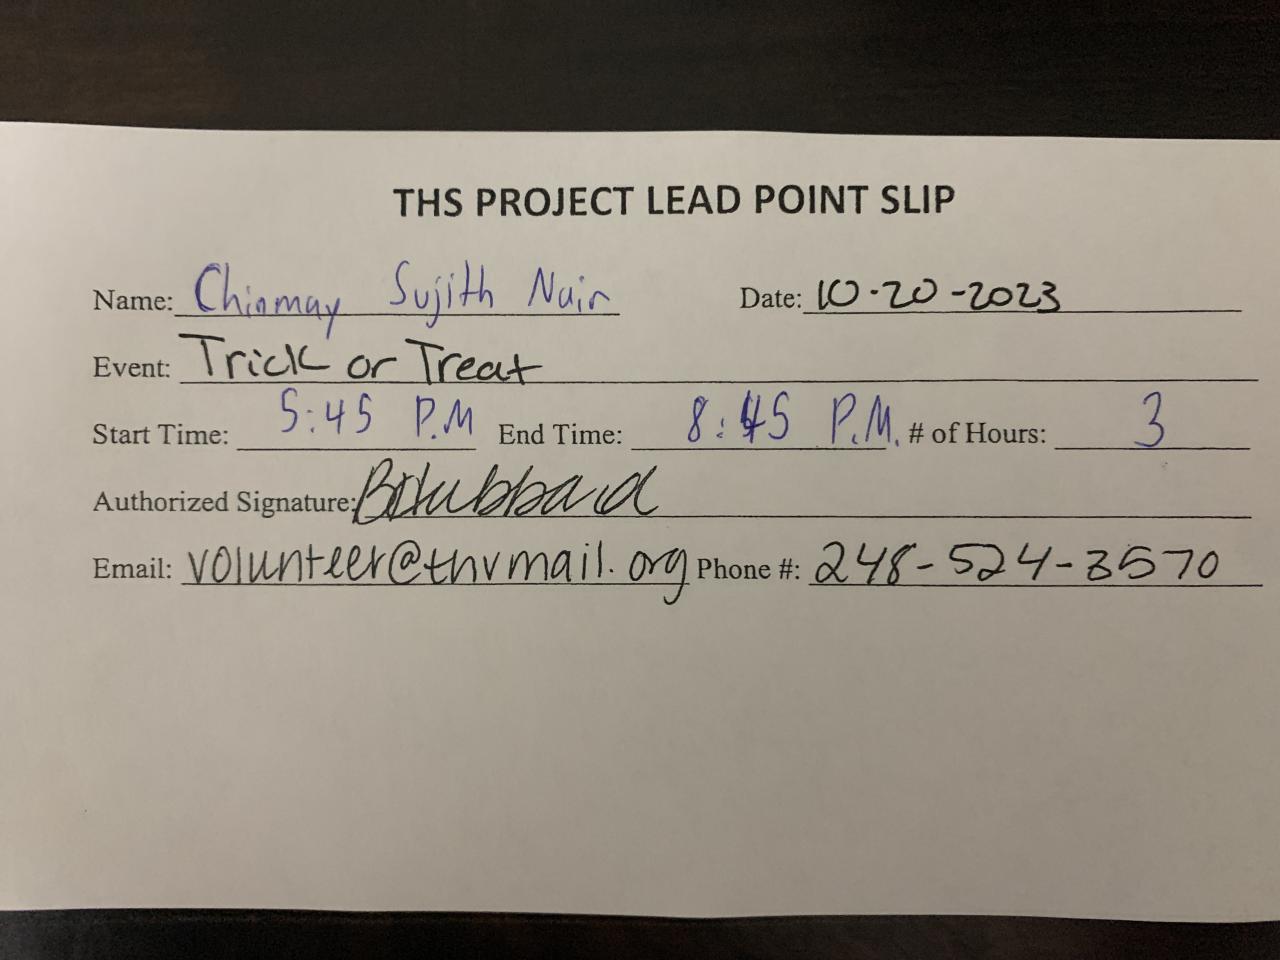 THS PROJECT LEAD POINT SLIP
Name: Chinmay Sujith Nair Date: 10-20-2023
Event: Trick or Treat
Start Time: 5:45 P.M End Time: 8:45 P.M. # of Hours: 3
Authorized Signature: BHubbard
Email: volunteer@thvmail.org Phone #: 248-524-3570